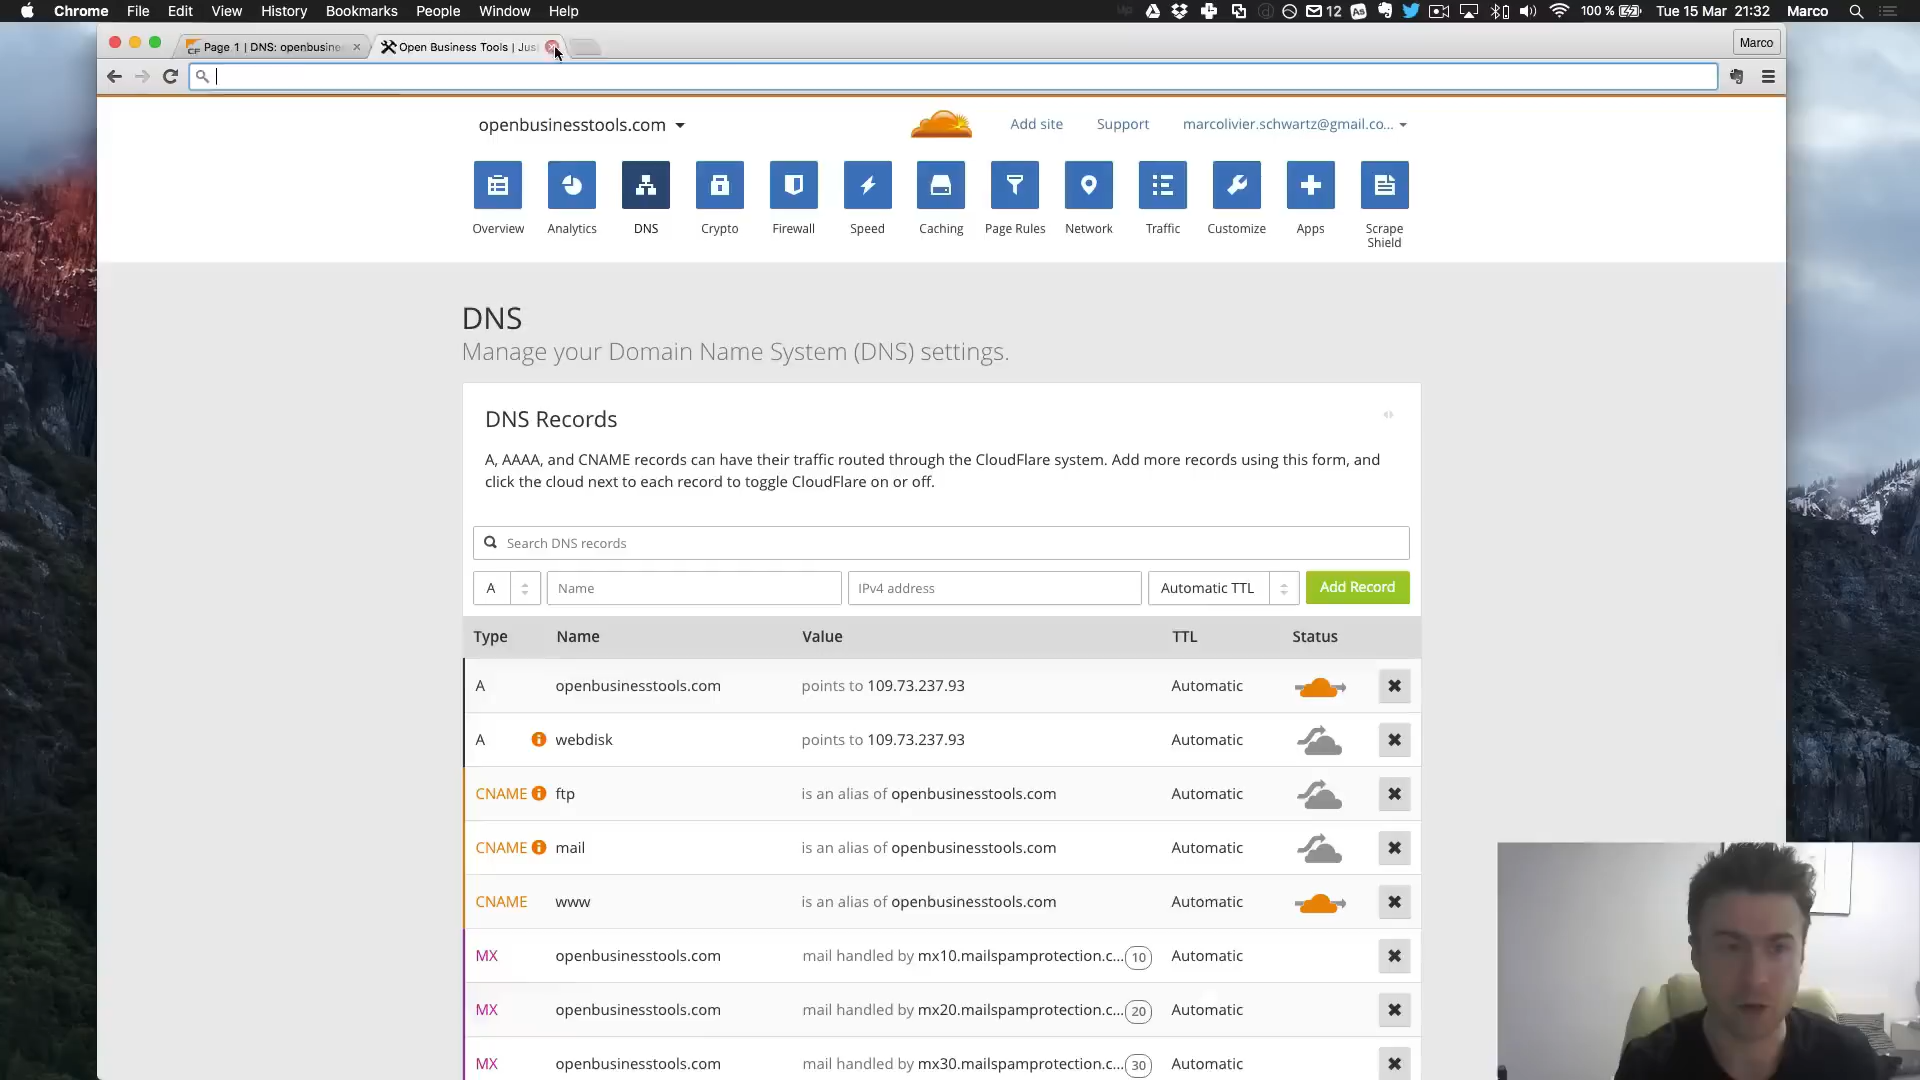 Chrome File Edit View History Bookmarks People Window Help
12 100 % Tue 15 Mar 21:32 Marco
Page 1 | DNS: openbusine
Open Business Tools | Jus
Marco
openbusinesstools.com
Add site Support marcolivier.schwartz@gmail.co...
Overview Analytics DNS Crypto Firewall Speed Caching Page Rules Network Traffic Customize Apps Scrape Shield
DNS
Manage your Domain Name System (DNS) settings.
DNS Records
A, AAAA, and CNAME records can have their traffic routed through the CloudFlare system. Add more records using this form, and
click the cloud next to each record to toggle CloudFlare on or off.
Search DNS records
A Name IPv4 address Automatic TTL Add Record
Type Name Value TTL Status
A openbusinesstools.com points to 109.73.237.93 Automatic
A webdisk points to 109.73.237.93 Automatic
CNAME ftp is an alias of openbusinesstools.com Automatic
CNAME mail is an alias of openbusinesstools.com Automatic
CNAME www is an alias of openbusinesstools.com Automatic
MX openbusinesstools.com mail handled by mx10.mailspamprotection.c... 10 Automatic
MX openbusinesstools.com mail handled by mx20.mailspamprotection.c... 20 Automatic
MX openbusinesstools.com mail handled by mx30.mailspamprotection.c... 30 Automatic